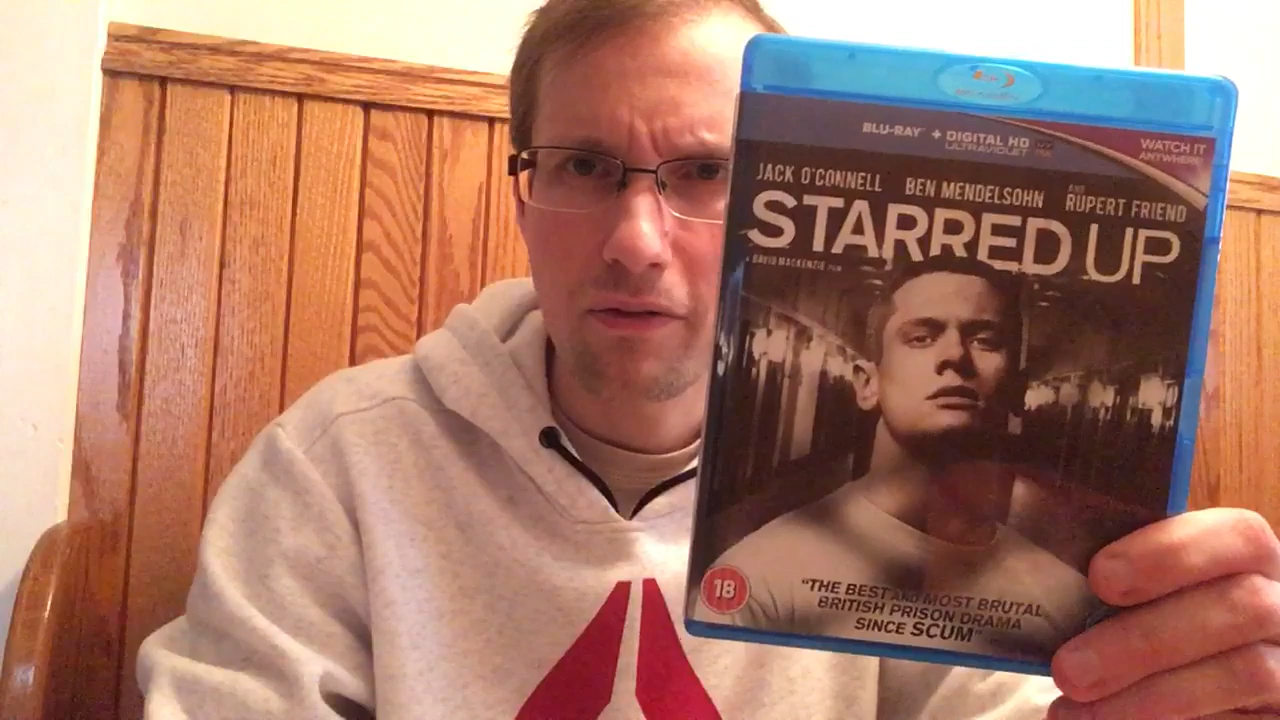 BLU-RAY™ + DIGITAL HD
ULTRAVIOLET
WATCH IT
ANYWHERE!
JACK O'CONNELL BEN MENDELSOHN AND RUPERT FRIEND
STARRED UP
A DAVID MACKENZIE FILM
18
"THE BEST AND MOST BRUTAL
BRITISH PRISON DRAMA
SINCE SCUM"